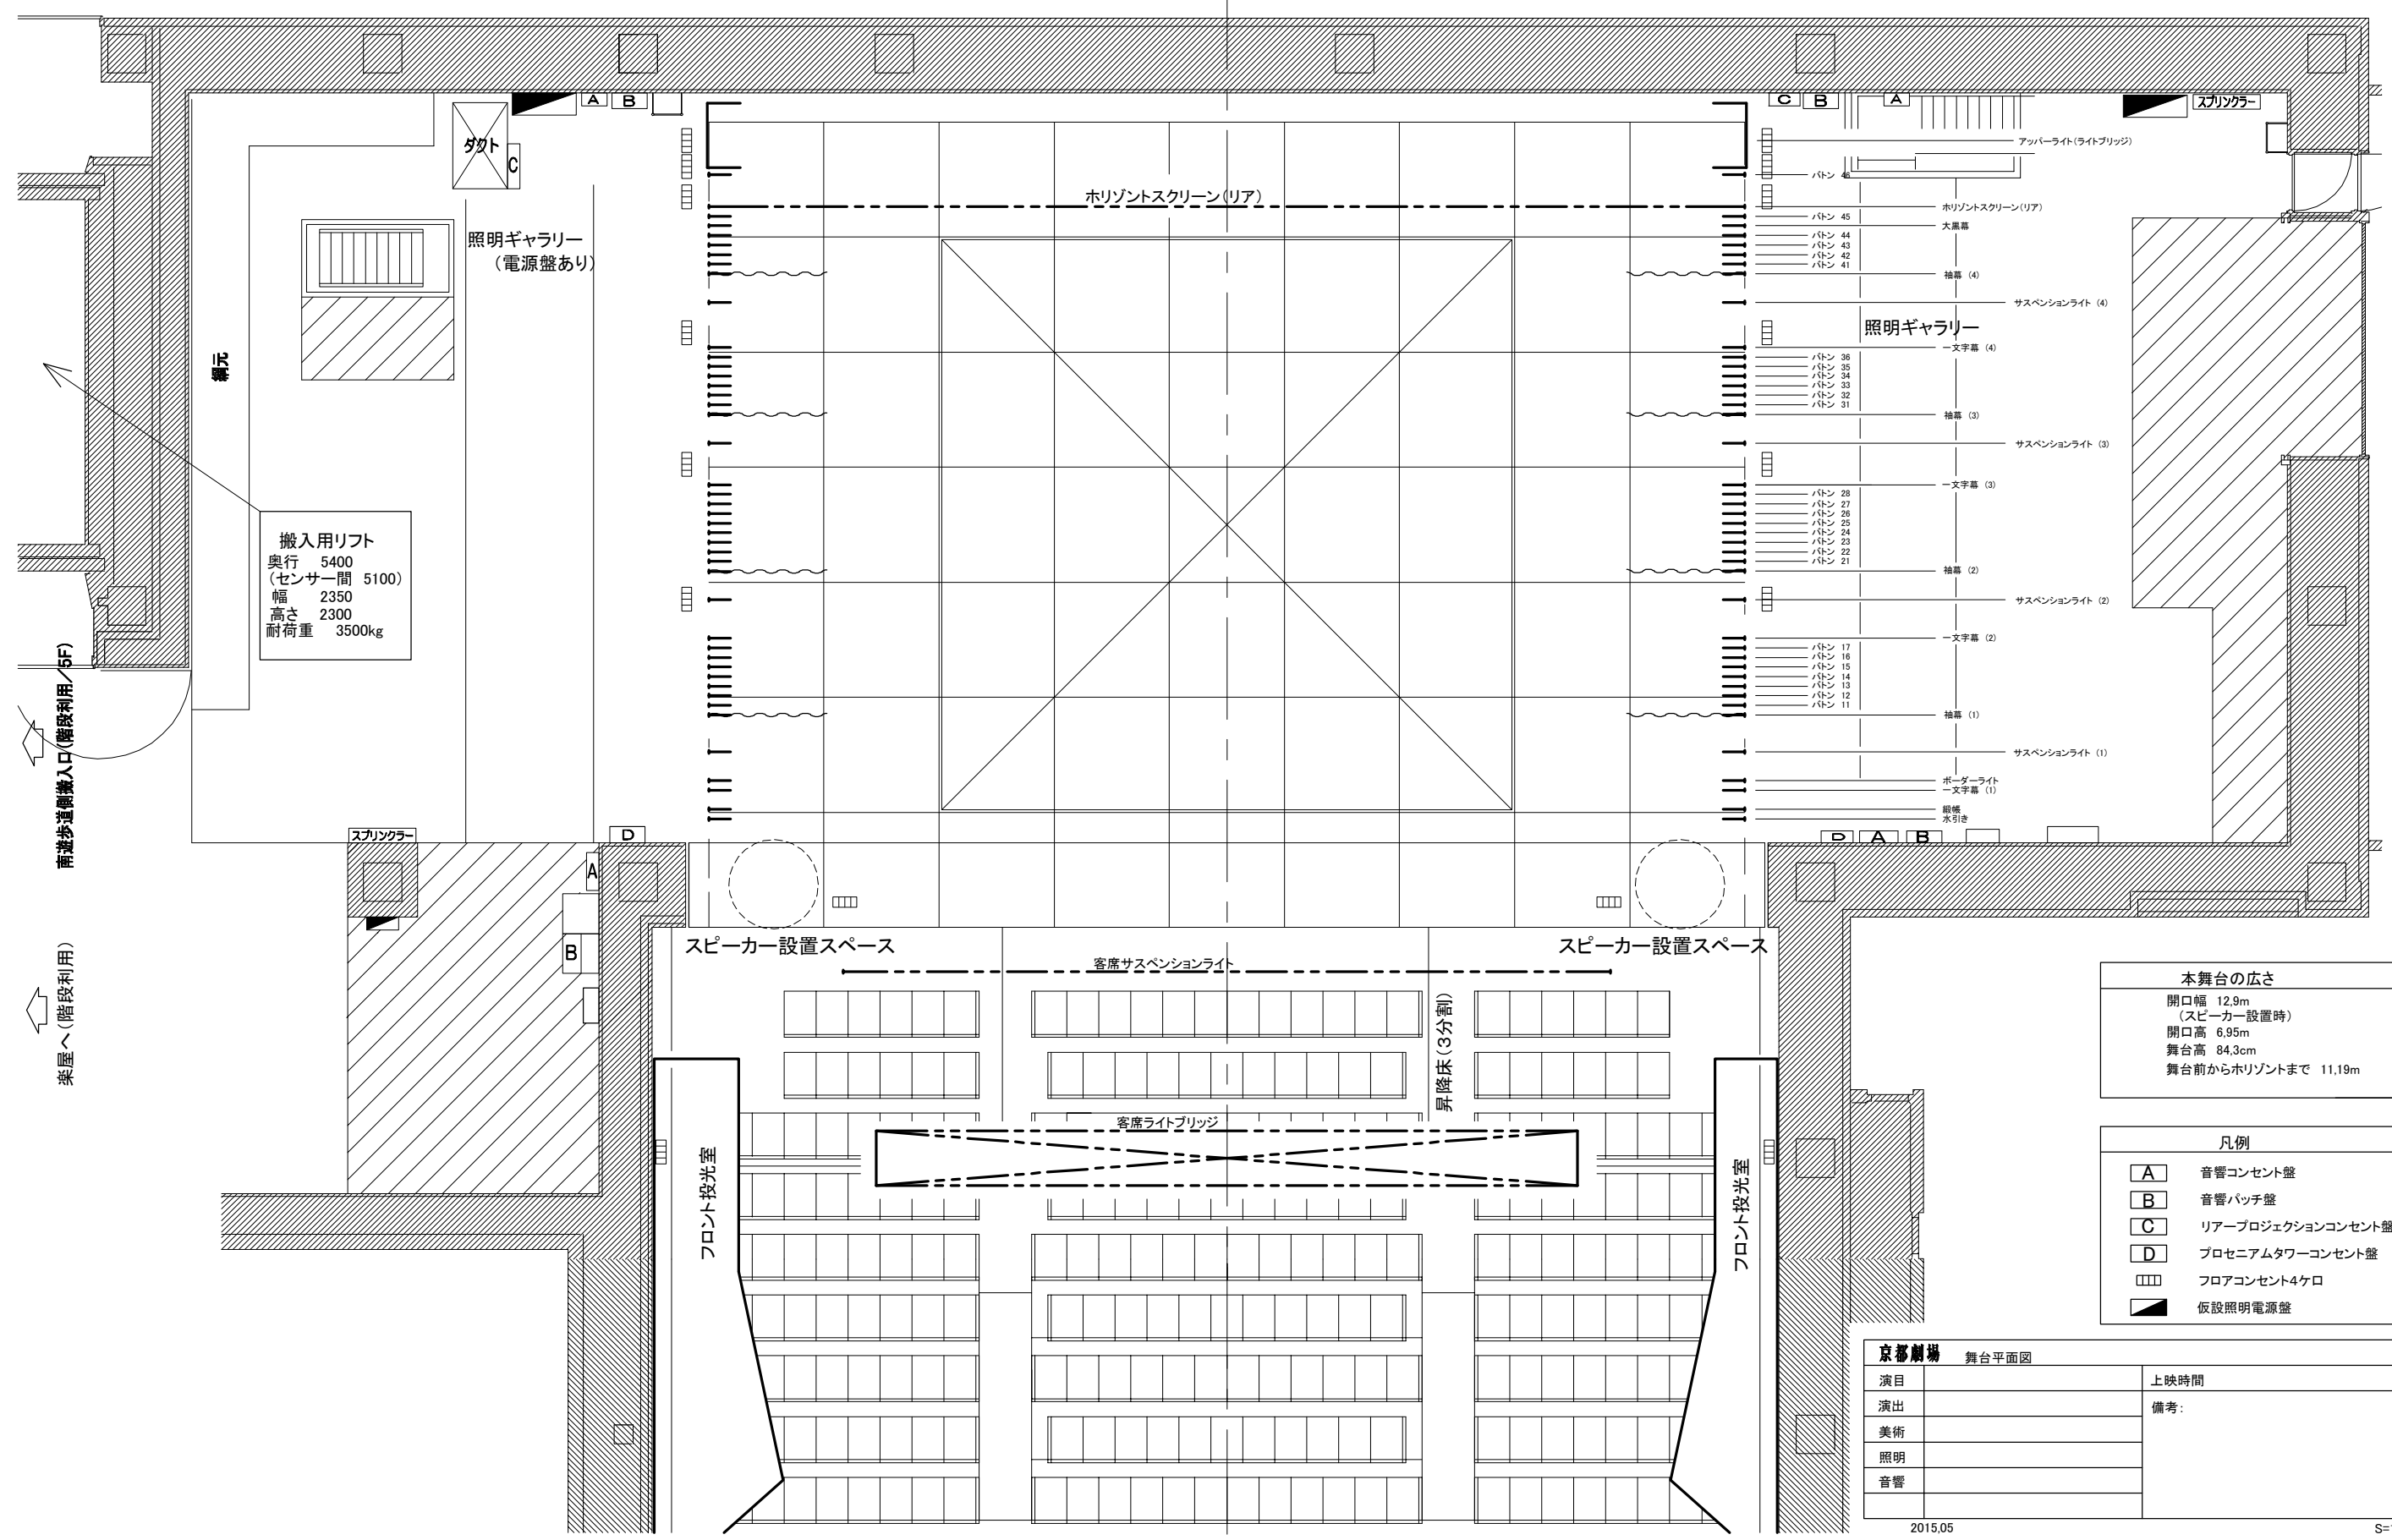 A
B
C
B
A
スプリンクラー
ダクト
C
アッパーライト(ライトブリッジ)
バトン 46
ホリゾントスクリーン(リア)
ホリゾントスクリーン(リア)
バトン 45
大黒幕
照明ギャラリー
(電源盤あり)
バトン 44
バトン 43
バトン 42
バトン 41
袖幕 (4)
サスペンションライト (4)
照明ギャラリー
綱元
一文字幕 (4)
バトン 36
バトン 35
バトン 34
バトン 33
バトン 32
バトン 31
袖幕 (3)
サスペンションライト (3)
一文字幕 (3)
バトン 28
バトン 27
バトン 26
バトン 25
バトン 24
バトン 23
バトン 22
バトン 21
袖幕 (2)
搬入用リフト
奥行 5400
(センサー間 5100)
幅 2350
高さ 2300
耐荷重 3500kg
サスペンションライト (2)
一文字幕 (2)
バトン 17
バトン 16
バトン 15
バトン 14
バトン 13
バトン 12
バトン 11
袖幕 (1)
サスペンションライト (1)
ボーダーライト
一文字幕 (1)
緞帳
水引き
南遊歩道側搬入口(階段利用/5F)
スプリンクラー
D
D
A
B
A
B
楽屋へ(階段利用)
スピーカー設置スペース
スピーカー設置スペース
客席サスペンションライト
昇降床(3分割)
客席ライトブリッジ
フロント投光室
フロント投光室
本舞台の広さ
開口幅 12,9m
(スピーカー設置時)
開口高 6,95m
舞台高 84,3cm
舞台前からホリゾントまで 11,19m
凡例
A 音響コンセント盤
B 音響パッチ盤
C リアープロジェクションコンセント盤
D プロセニアムタワーコンセント盤
フロアコンセント4ケロ
仮設照明電源盤
京都劇場 舞台平面図
演目
上映時間
演出
備考:
美術
照明
音響
2015,05
S=